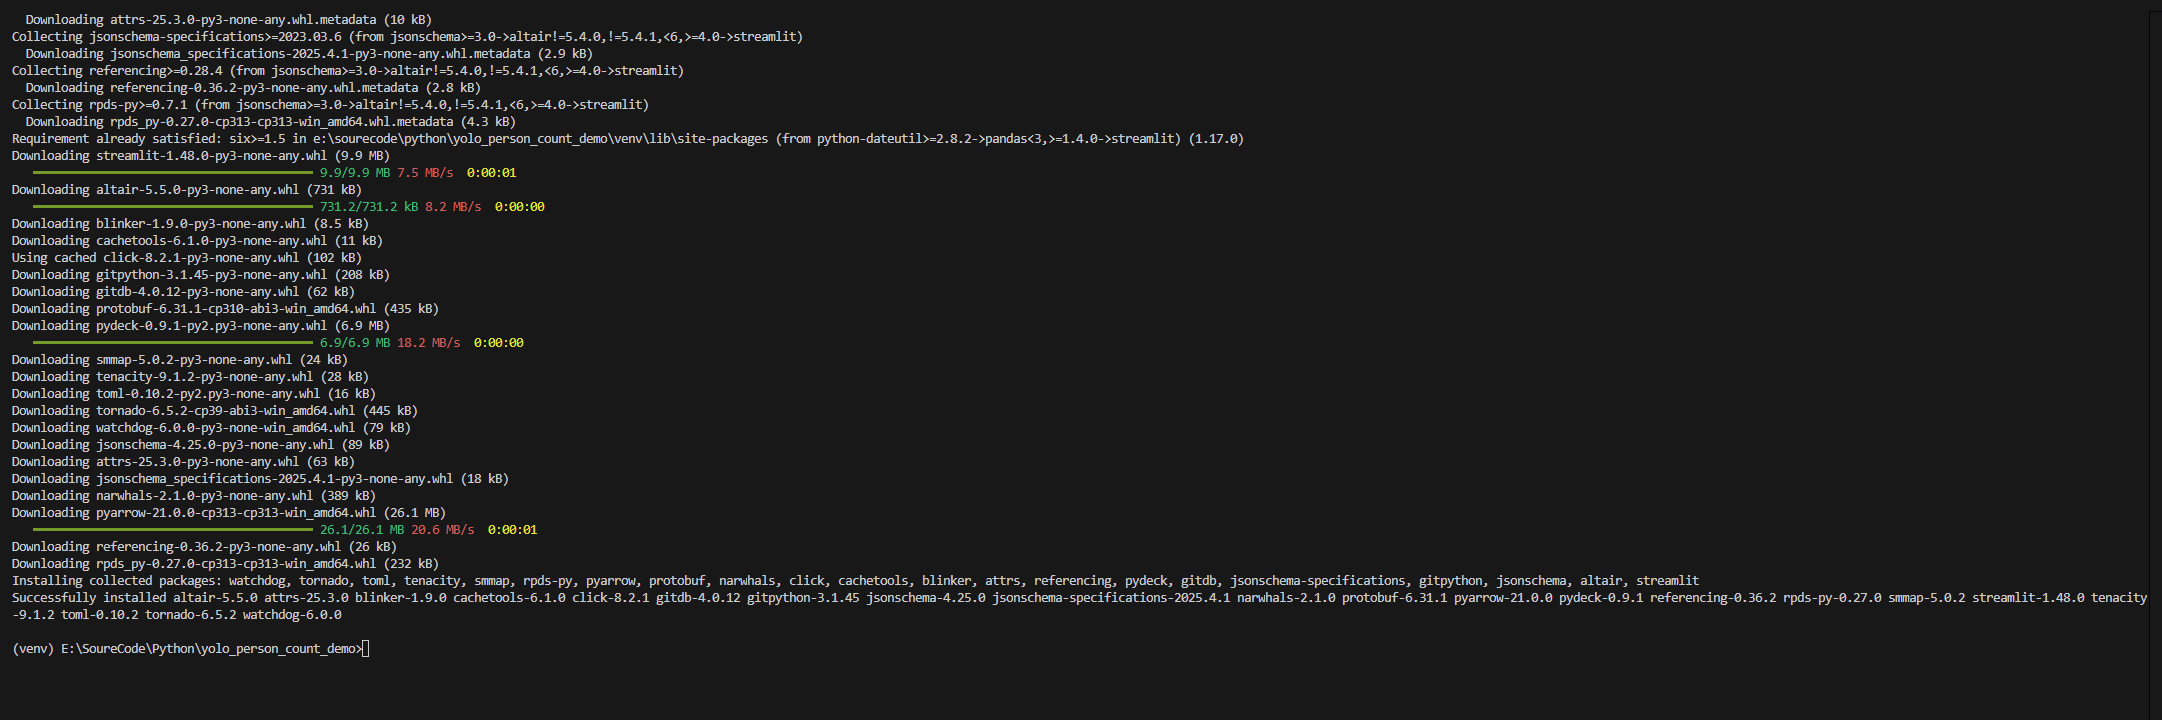 Downloading attrs-25.3.0-py3-none-any.whl.metadata (10 kB)
Collecting jsonschema-specifications>=2023.03.6 (from jsonschema>=3.0->altair!=5.4.0,!=5.4.1,<6,>=4.0->streamlit)
Downloading jsonschema_specifications-2025.4.1-py3-none-any.whl.metadata (2.9 kB)
Collecting referencing>=0.28.4 (from jsonschema>=3.0->altair!=5.4.0,!=5.4.1,<6,>=4.0->streamlit)
Downloading referencing-0.36.2-py3-none-any.whl.metadata (2.8 kB)
Collecting rpds-py>=0.7.1 (from jsonschema>=3.0->altair!=5.4.0,!=5.4.1,<6,>=4.0->streamlit)
Downloading rpds_py-0.27.0-cp313-cp313-win_amd64.whl.metadata (4.3 kB)
Requirement already satisfied: six>=1.5 in e:\sourecode\python\yolo_person_count_demo\venv\lib\site-packages (from python-dateutil>=2.8.2->pandas<3,>=1.4.0->streamlit) (1.17.0)
Downloading streamlit-1.48.0-py3-none-any.whl (9.9 MB)
9.9/9.9 MB 7.5 MB/s 0:00:01
Downloading altair-5.5.0-py3-none-any.whl (731 kB)
731.2/731.2 kB 8.2 MB/s 0:00:00
Downloading blinker-1.9.0-py3-none-any.whl (8.5 kB)
Downloading cachetools-6.1.0-py3-none-any.whl (11 kB)
Using cached click-8.2.1-py3-none-any.whl (102 kB)
Downloading gitpython-3.1.45-py3-none-any.whl (208 kB)
Downloading gitdb-4.0.12-py3-none-any.whl (62 kB)
Downloading protobuf-6.31.1-cp310-abi3-win_amd64.whl (435 kB)
Downloading pydeck-0.9.1-py2.py3-none-any.whl (6.9 MB)
6.9/6.9 MB 18.2 MB/s 0:00:00
Downloading smmap-5.0.2-py3-none-any.whl (24 kB)
Downloading tenacity-9.1.2-py3-none-any.whl (28 kB)
Downloading toml-0.10.2-py2.py3-none-any.whl (16 kB)
Downloading tornado-6.5.2-cp39-abi3-win_amd64.whl (445 kB)
Downloading watchdog-6.0.0-py3-none-win_amd64.whl (79 kB)
Downloading jsonschema-4.25.0-py3-none-any.whl (89 kB)
Downloading attrs-25.3.0-py3-none-any.whl (63 kB)
Downloading jsonschema_specifications-2025.4.1-py3-none-any.whl (18 kB)
Downloading narwhals-2.1.0-py3-none-any.whl (389 kB)
Downloading pyarrow-21.0.0-cp313-cp313-win_amd64.whl (26.1 MB)
26.1/26.1 MB 20.6 MB/s 0:00:01
Downloading referencing-0.36.2-py3-none-any.whl (26 kB)
Downloading rpds_py-0.27.0-cp313-cp313-win_amd64.whl (232 kB)
Installing collected packages: watchdog, tornado, toml, tenacity, smmap, rpds-py, pyarrow, protobuf, narwhals, click, cachetools, blinker, attrs, referencing, pydeck, gitdb, jsonschema-specifications, gitpython, jsonschema, altair, streamlit
Successfully installed altair-5.5.0 attrs-25.3.0 blinker-1.9.0 cachetools-6.1.0 click-8.2.1 gitdb-4.0.12 gitpython-3.1.45 jsonschema-4.25.0 jsonschema-specifications-2025.4.1 narwhals-2.1.0 protobuf-6.31.1 pyarrow-21.0.0 pydeck-0.9.1 referencing-0.36.2 rpds-py-0.27.0 smmap-5.0.2 streamlit-1.48.0 tenacity
-9.1.2 toml-0.10.2 tornado-6.5.2 watchdog-6.0.0
(venv) E:\SoureCode\Python\yolo_person_count_demo>